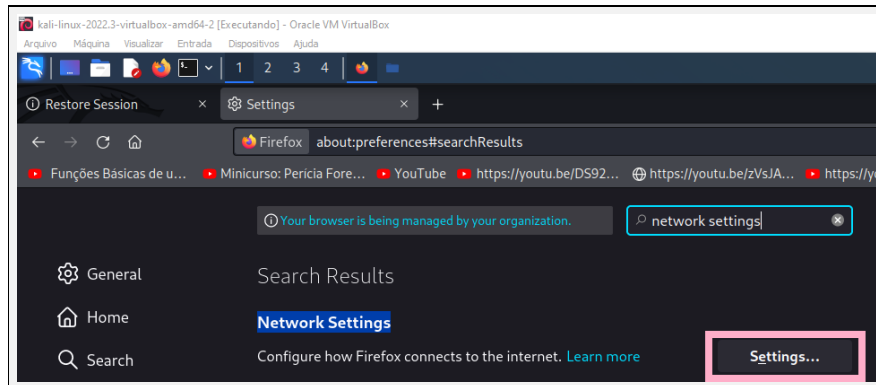 kali-linux-2022.3-virtualbox-amd64-2 [Executando] - Oracle VM VirtualBox
Arquivo Máquina Visualizar Entrada Dispositivos Ajuda
1 2 3 4
Restore Session Settings
Firefox about:preferences#searchResults
Funções Básicas de u... Minicurso: Perícia Fore... YouTube https://youtu.be/DS92... https://youtu.be/zVsJA... https://y
Your browser is being managed by your organization. network settings
General Search Results
Home Network Settings
Search Configure how Firefox connects to the internet. Learn more Settings...